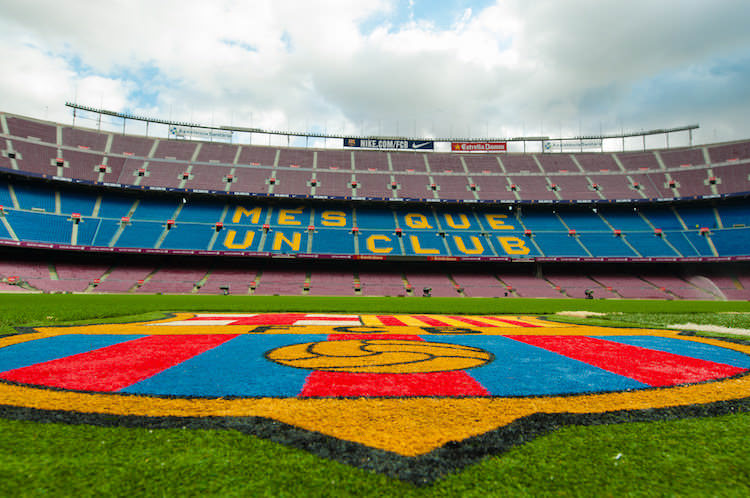 NIKE.COM/FCB
Estrella Damm
MÉS QUE
UN CLUB